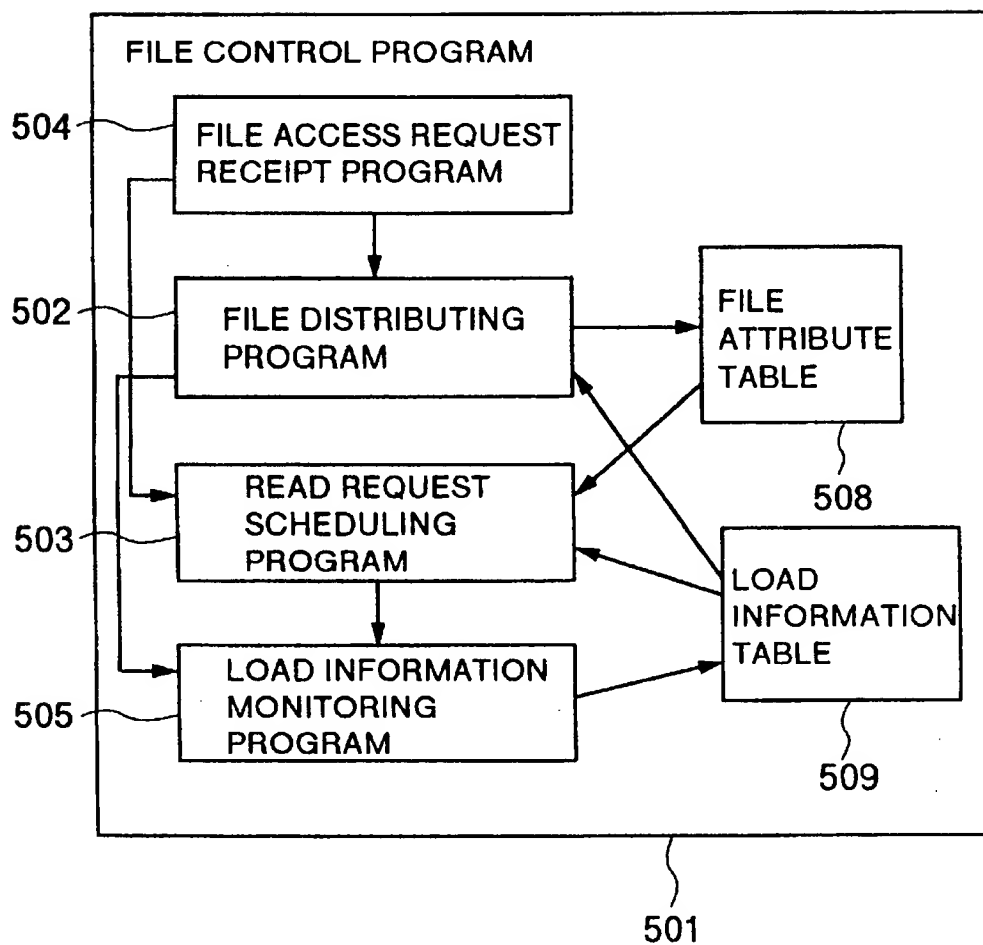 FILE CONTROL PROGRAM
504
FILE ACCESS REQUEST
RECEIPT PROGRAM
502
FILE DISTRIBUTING
PROGRAM
FILE
ATTRIBUTE
TABLE
508
503
READ REQUEST
SCHEDULING
PROGRAM
LOAD
INFORMATION
TABLE
509
505
LOAD INFORMATION
MONITORING
PROGRAM
501